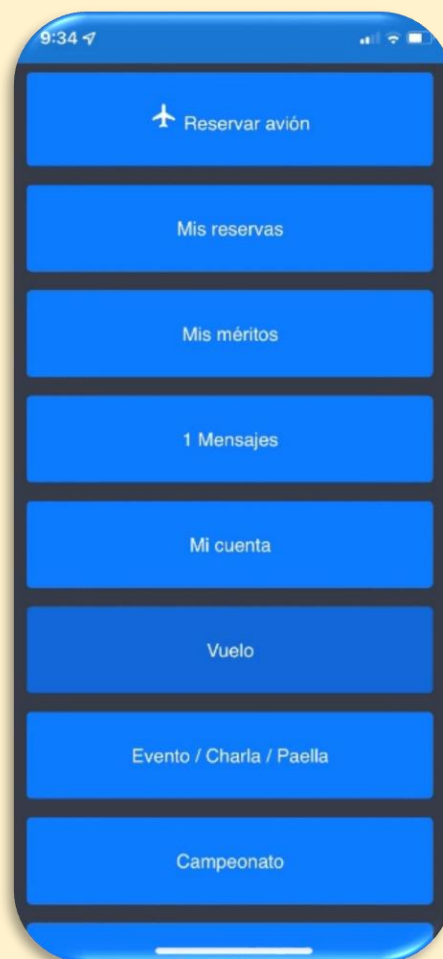 9:34
Reservar avión
Mis reservas
Mis méritos
1 Mensajes
Mi cuenta
Vuelo
Evento / Charla / Paella
Campeonato